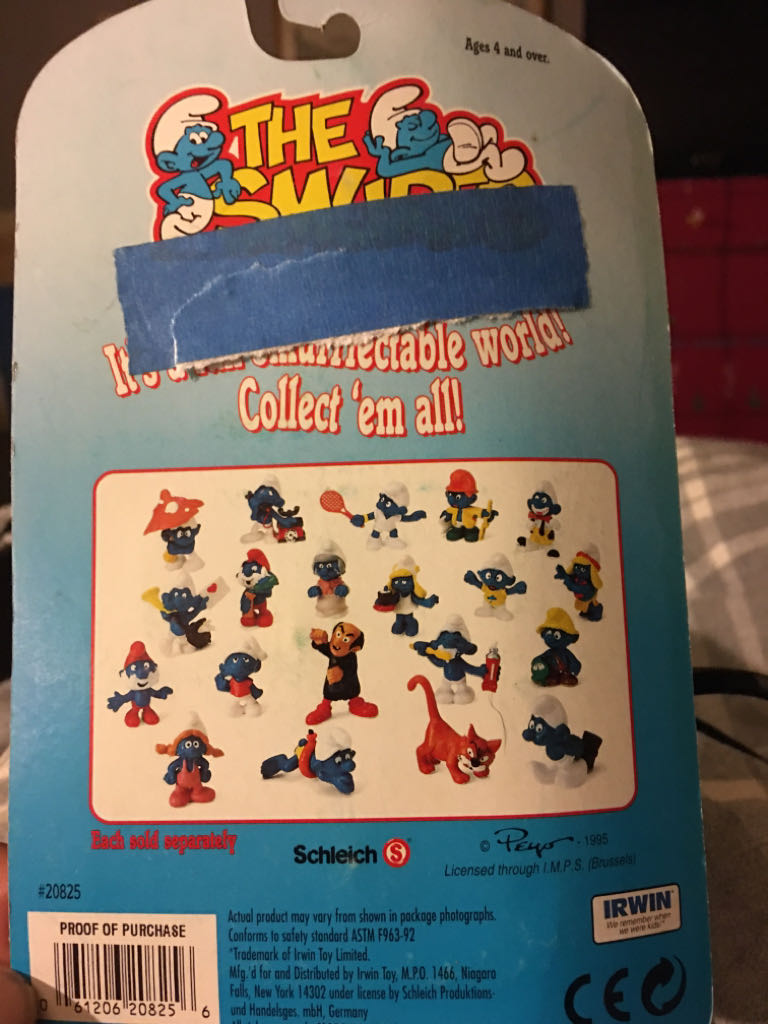 Ages 4 and over.
THE
It's a world!
Collect 'em all!
Each sold separately
Schleich S
© Peyo - 1995
Licensed through I.M.P.S. (Brussels)
#20825
IRWIN
We remember when
we were kids!
PROOF OF PURCHASE
0 61206 20825 6
Actual product may vary from shown in package photographs.
Conforms to safety standard ASTM F963-92
*Trademark of Irwin Toy Limited.
Mfg.'d for and Distributed by Irwin Toy, M.P.O. 1466, Niagara
Falls, New York 14302 under license by Schleich Produktions-
und Handelsges. mbH, Germany
CE